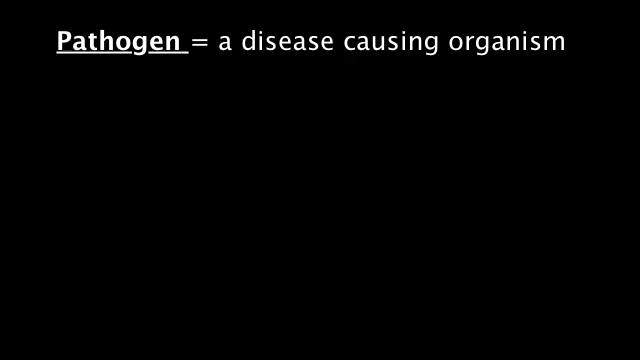 Pathogen = a disease causing organism